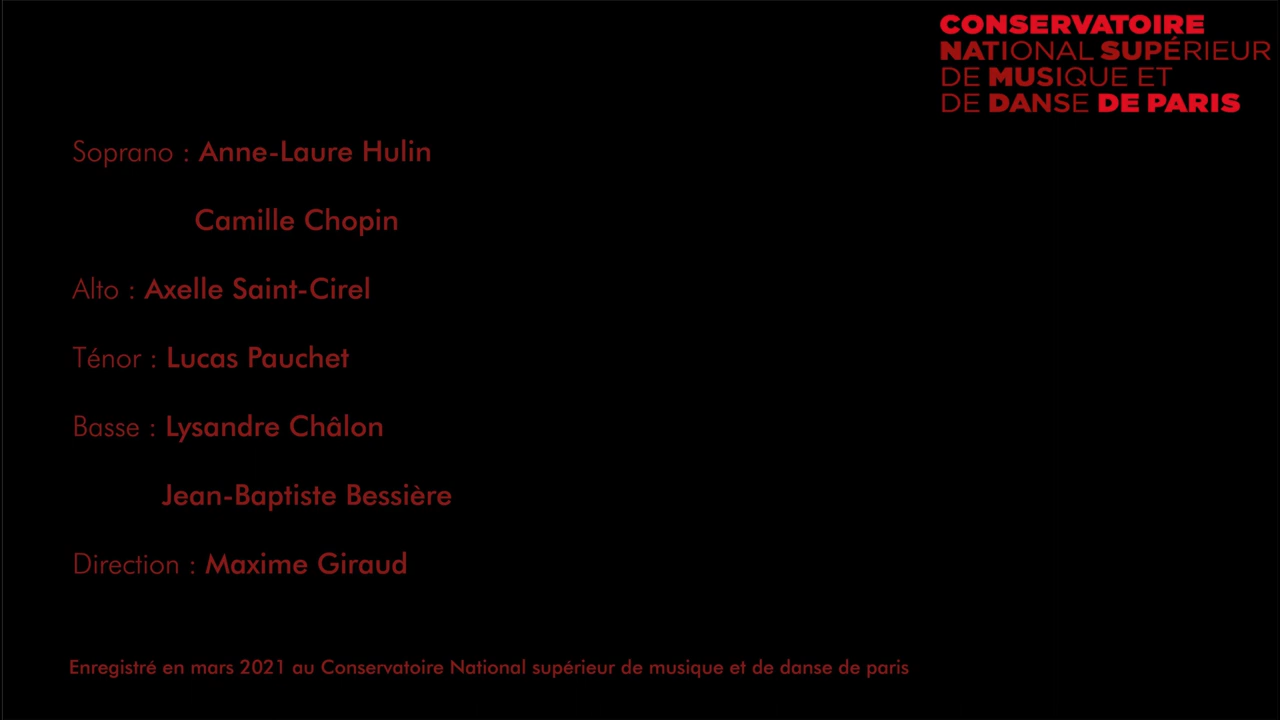 CONSERVATOIRE
NATIONAL SUPÉRIEUR
DE MUSIQUE ET
DE DANSE DE PARIS
Soprano : Anne-Laure Hulin
Camille Chopin
Alto : Axelle Saint-Cirel
Ténor : Lucas Pauchet
Basse : Lysandre Châlon
Jean-Baptiste Bessière
Direction : Maxime Giraud
Enregistré en mars 2021 au Conservatoire National supérieur de musique et de danse de paris